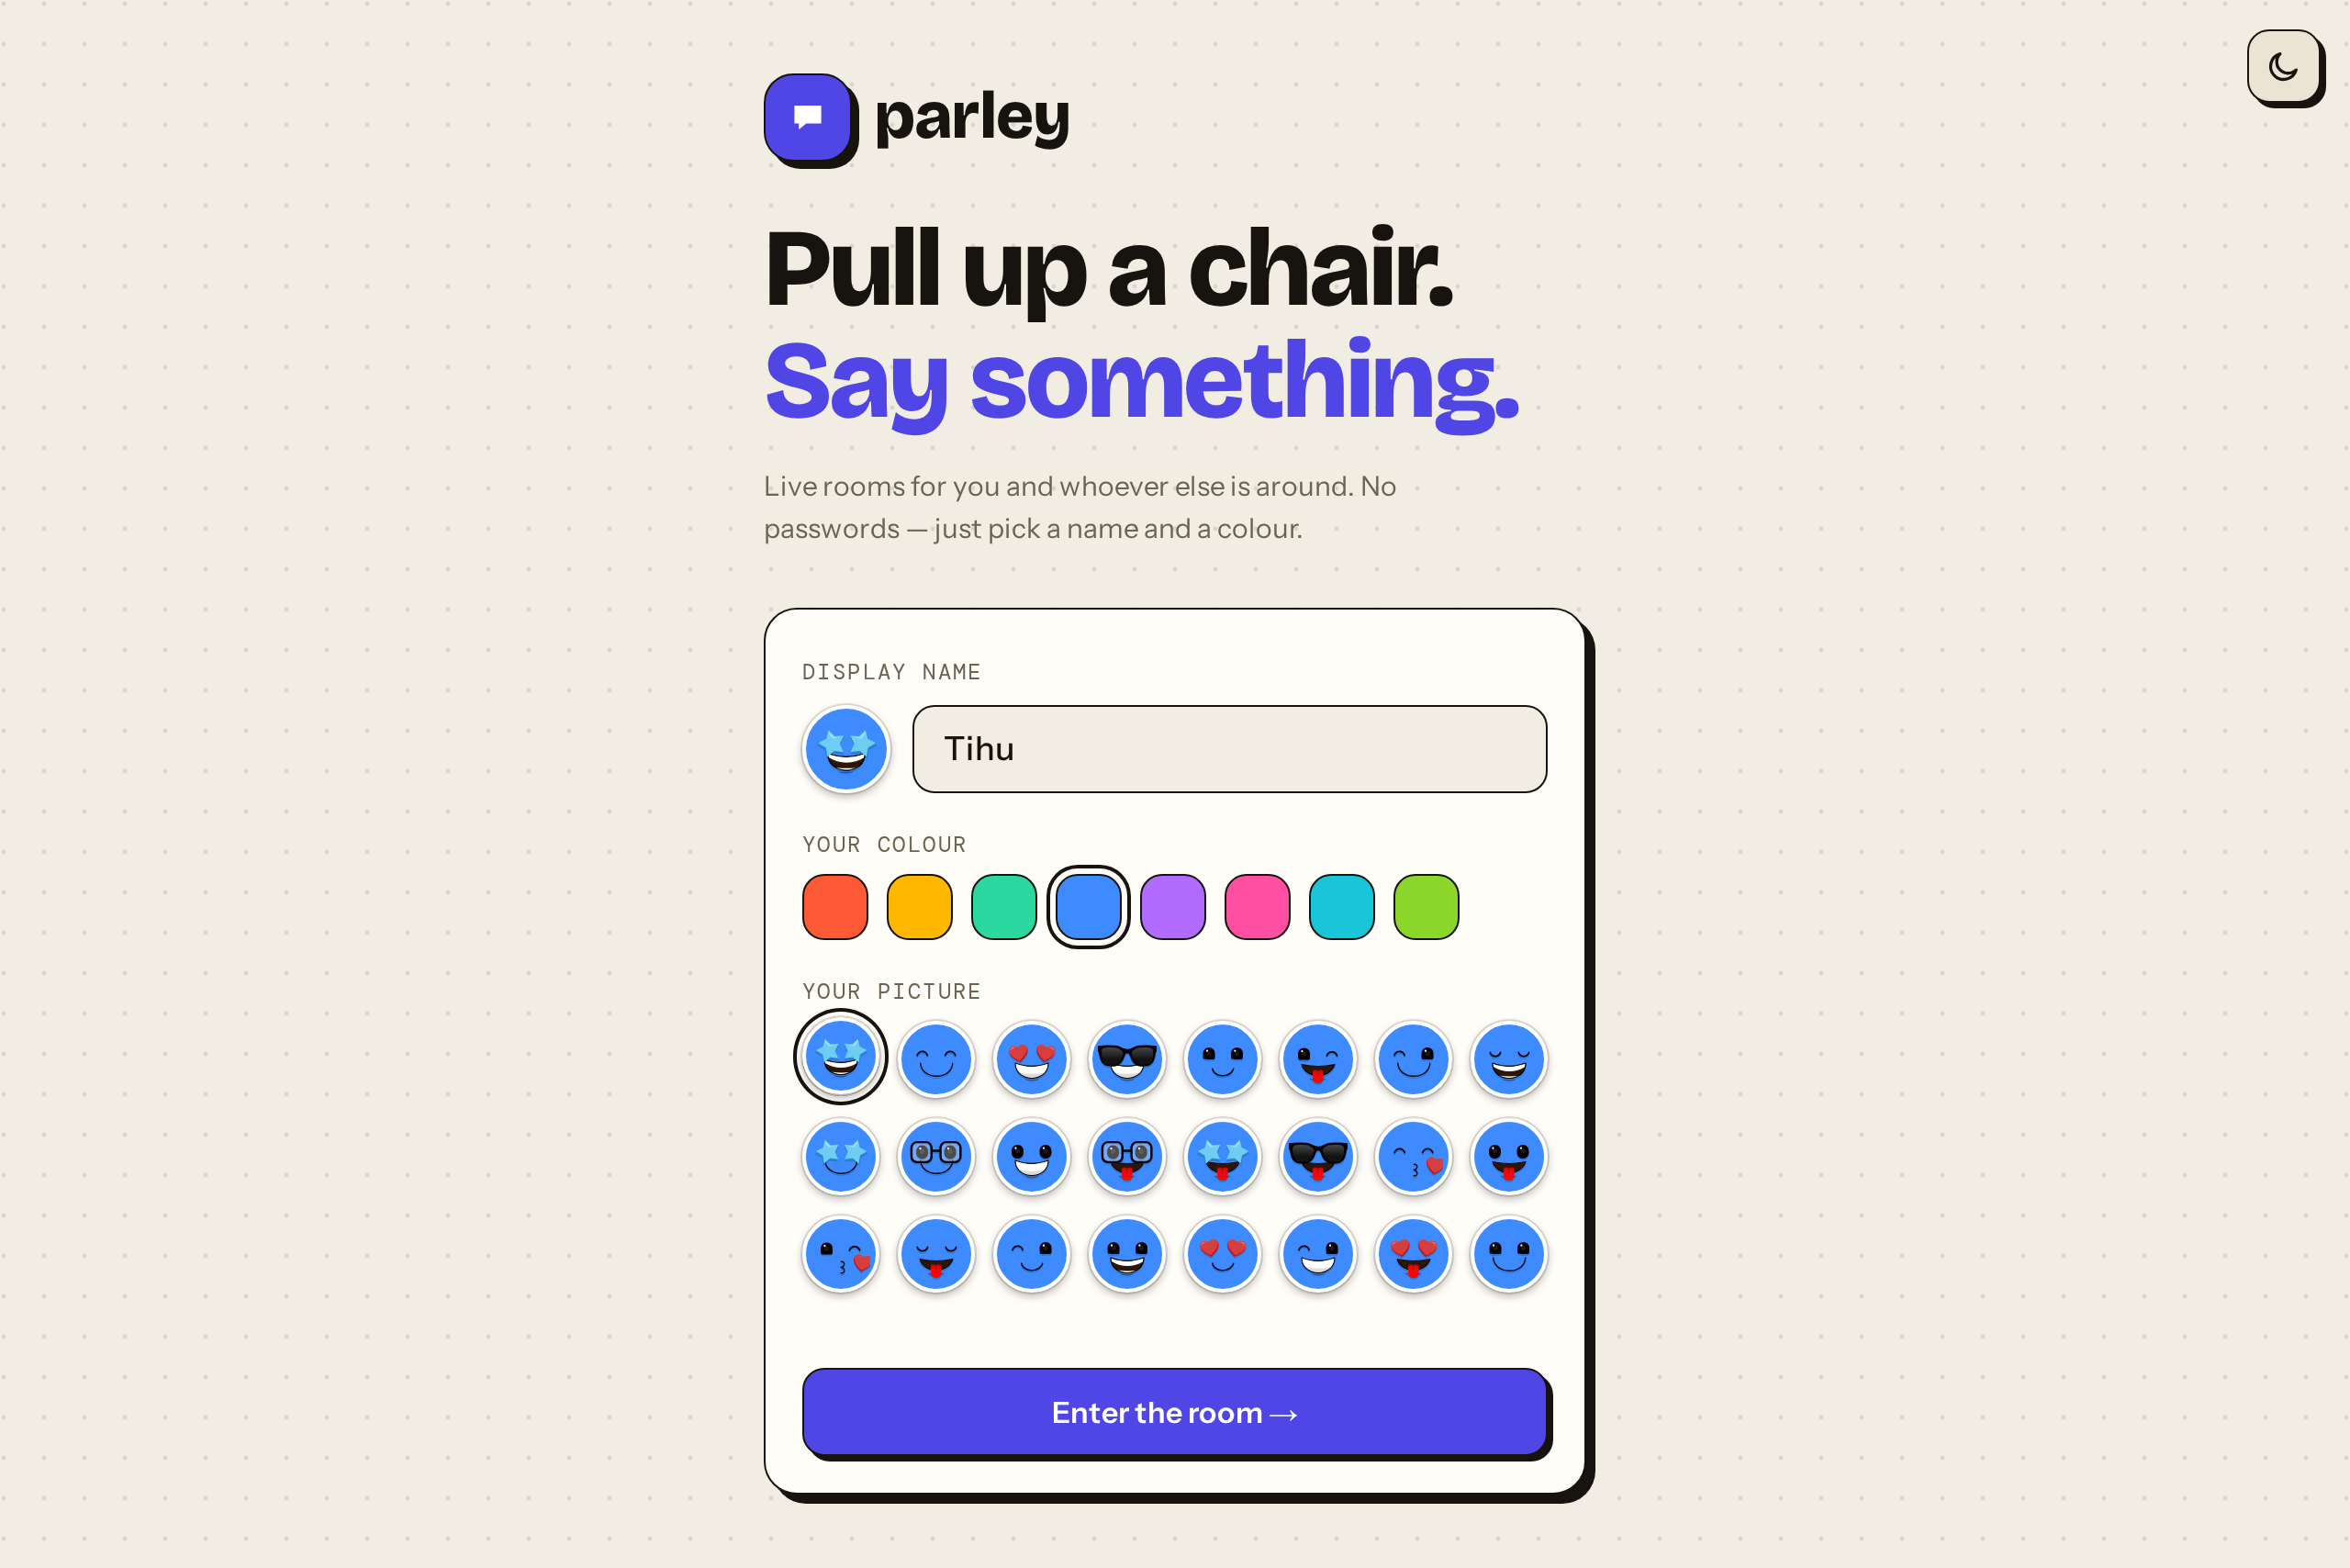 parley
Pull up a chair.
Say something.
Live rooms for you and whoever else is around. No
passwords — just pick a name and a colour.
DISPLAY NAME
Tihu
YOUR COLOUR
YOUR PICTURE
Enter the room →